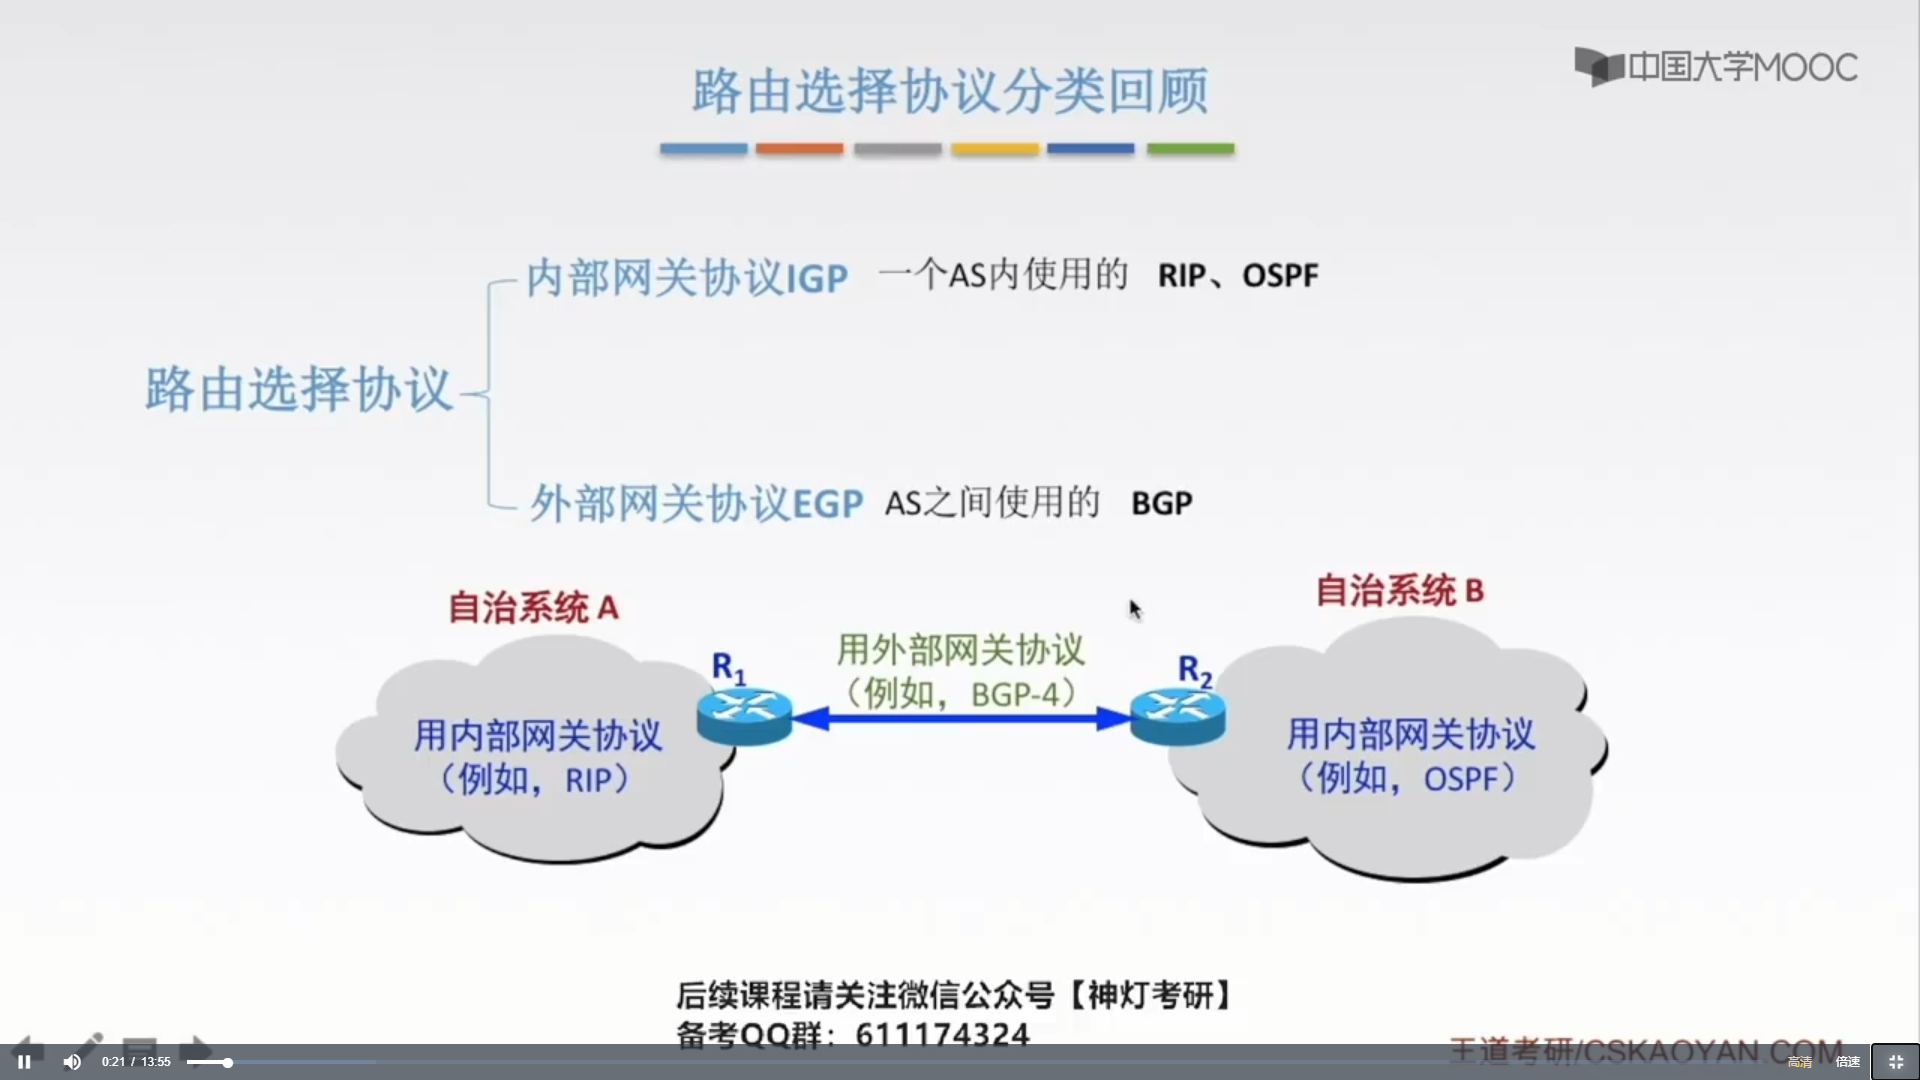 路由选择协议分类回顾
中国大学MOOC
内部网关协议IGP 一个AS内使用的 RIP、OSPF
路由选择协议
外部网关协议EGP AS之间使用的 BGP
自治系统 A
自治系统 B
用外部网关协议
（例如，BGP-4）
R1
R2
用内部网关协议
（例如，RIP）
用内部网关协议
（例如，OSPF）
后续课程请关注微信公众号【神灯考研】
备考QQ群：611174324
王道考研/CSKAOYAN.COM
0:21 / 13:55
高清 倍速